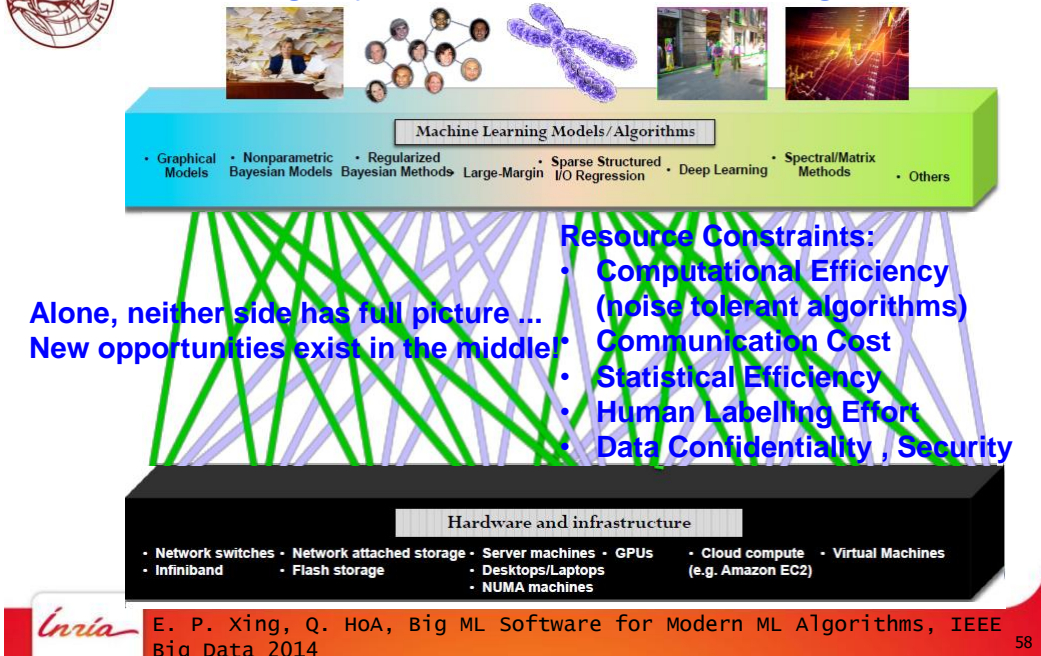 Machine Learning Models/Algorithms
• Graphical Models
• Nonparametric Bayesian Models
• Regularized Bayesian Methods
• Large-Margin
• Sparse Structured I/O Regression
• Deep Learning
• Spectral/Matrix Methods
• Others
Alone, neither side has full picture ...
New opportunities exist in the middle!
Resource Constraints:
• Computational Efficiency
(noise tolerant algorithms)
• Communication Cost
• Statistical Efficiency
• Human Labelling Effort
• Data Confidentiality , Security
Hardware and infrastructure
• Network switches
• Infiniband
• Network attached storage
• Flash storage
• Server machines
• Desktops/Laptops
• NUMA machines
• GPUs
• Cloud compute
(e.g. Amazon EC2)
• Virtual Machines
Inria
E. P. Xing, Q. HoA, Big ML Software for Modern ML Algorithms, IEEE
Big Data 2014
58